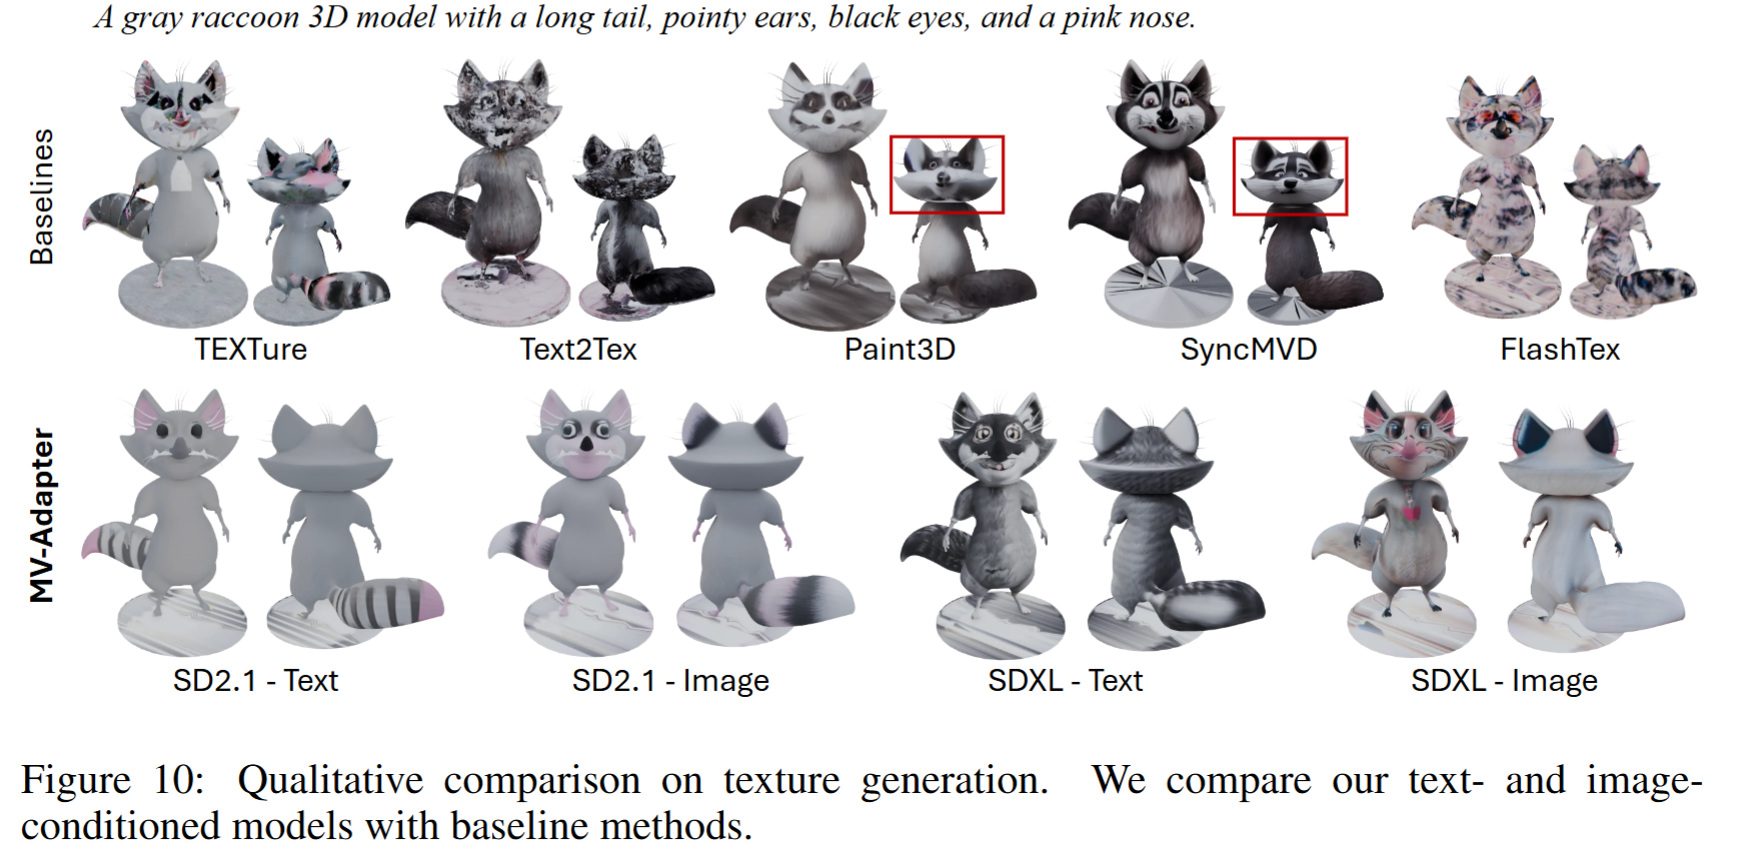 A gray raccoon 3D model with a long tail, pointy ears, black eyes, and a pink nose.
Baselines
TEXTure
Text2Tex
Paint3D
SyncMVD
FlashTex
MV-Adapter
SD2.1 - Text
SD2.1 - Image
SDXL - Text
SDXL - Image
Figure 10: Qualitative comparison on texture generation. We compare our text- and image-
conditioned models with baseline methods.